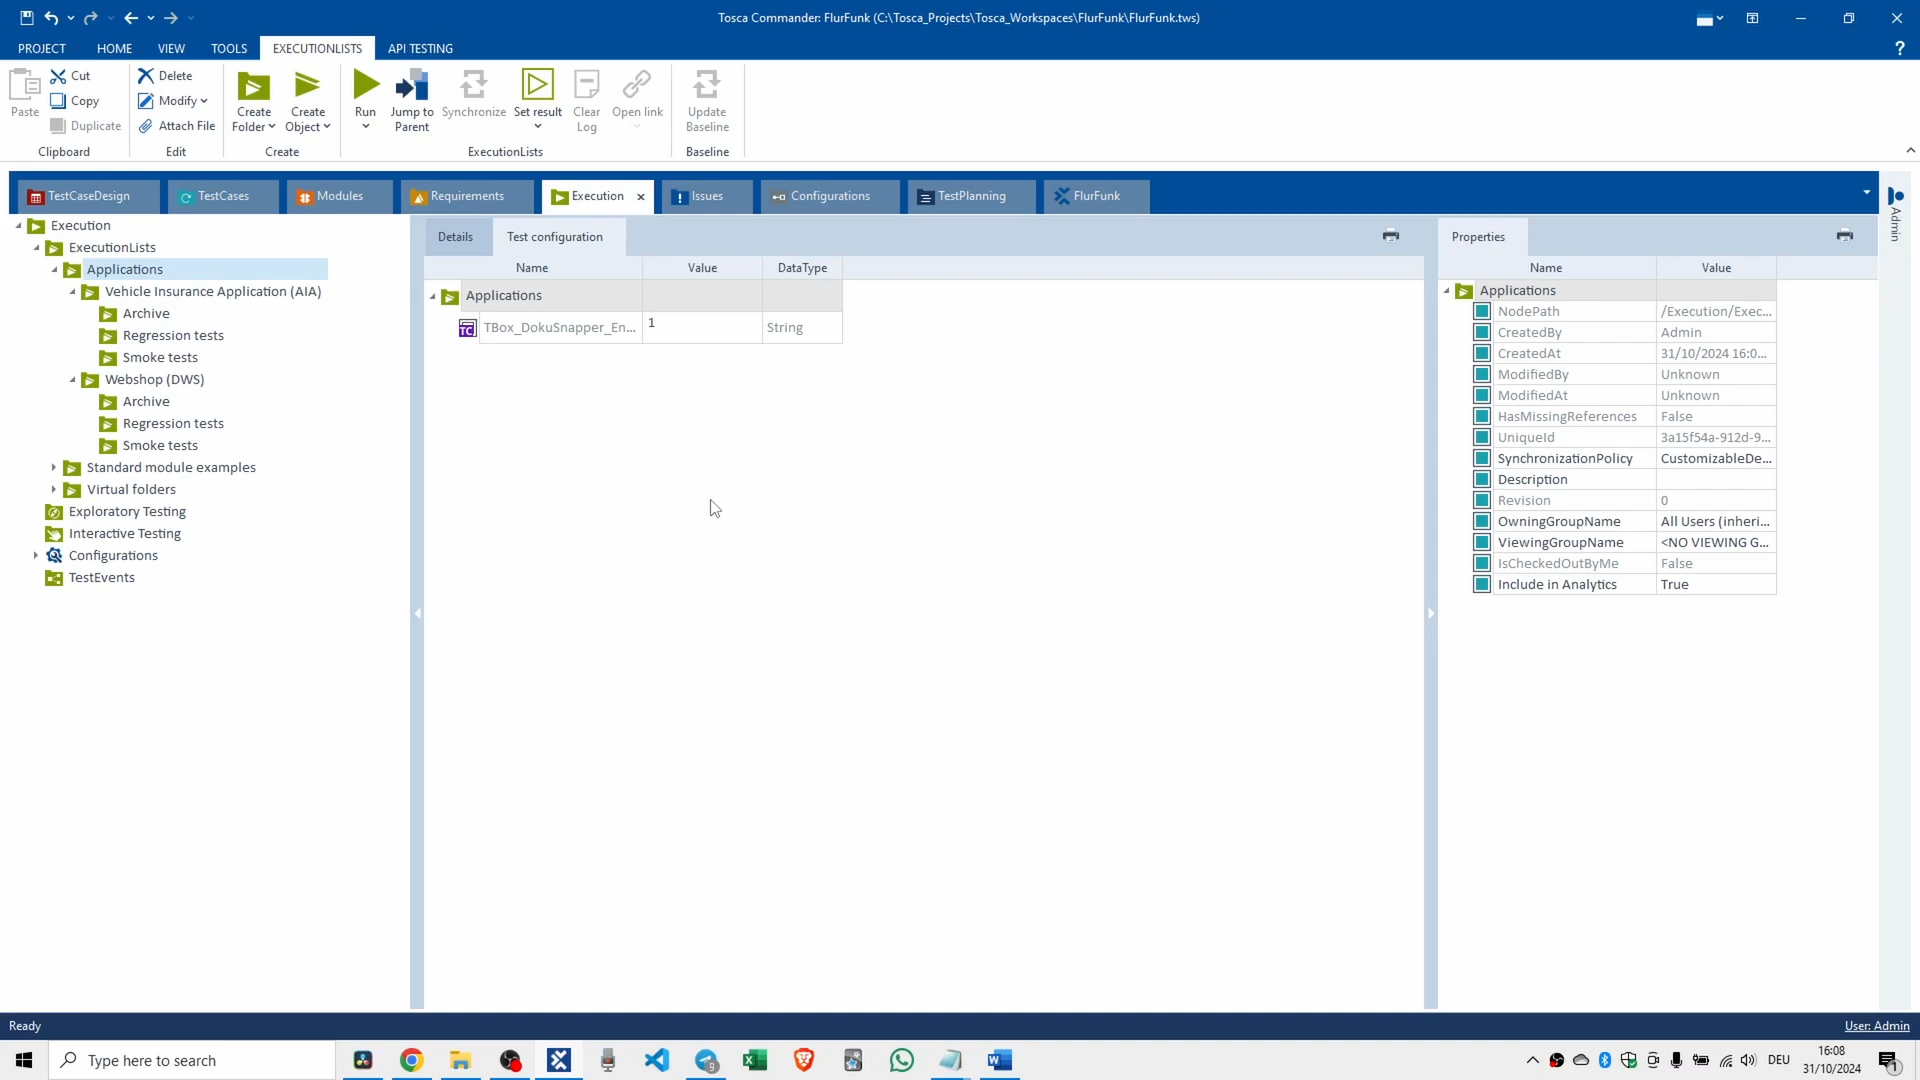 Tosca Commander: FlurFunk (C:\Tosca_Projects\Tosca_Workspaces\FlurFunk\FlurFunk.tws)
PROJECT HOME VIEW TOOLS EXECUTIONLISTS API TESTING
?
Paste
Cut
Copy
Duplicate
Clipboard
Delete
Modify
Attach File
Edit
Create Folder
Create Object
Create
Run
Jump to Parent
Synchronize
Set result
Clear Log
Open link
ExecutionLists
Update Baseline
Baseline
TestCaseDesign TestCases Modules Requirements Execution Issues Configurations TestPlanning FlurFunk
Admin
Execution
ExecutionLists
Applications
Vehicle Insurance Application (AIA)
Archive
Regression tests
Smoke tests
Webshop (DWS)
Archive
Regression tests
Smoke tests
Standard module examples
Virtual folders
Exploratory Testing
Interactive Testing
Configurations
TestEvents
Details Test configuration
Name Value DataType
Applications
TC TBox_DokuSnapper_En... 1 String
Properties
Name Value
Applications
NodePath /Execution/Exec...
CreatedBy Admin
CreatedAt 31/10/2024 16:0...
ModifiedBy Unknown
ModifiedAt Unknown
HasMissingReferences False
UniqueId 3a15f54a-912d-9...
SynchronizationPolicy CustomizableDe...
Description
Revision 0
OwningGroupName All Users (inheri...
ViewingGroupName <NO VIEWING G...
IsCheckedOutByMe False
Include in Analytics True
Ready
User: Admin
Type here to search
9
DEU
16:08
31/10/2024
1